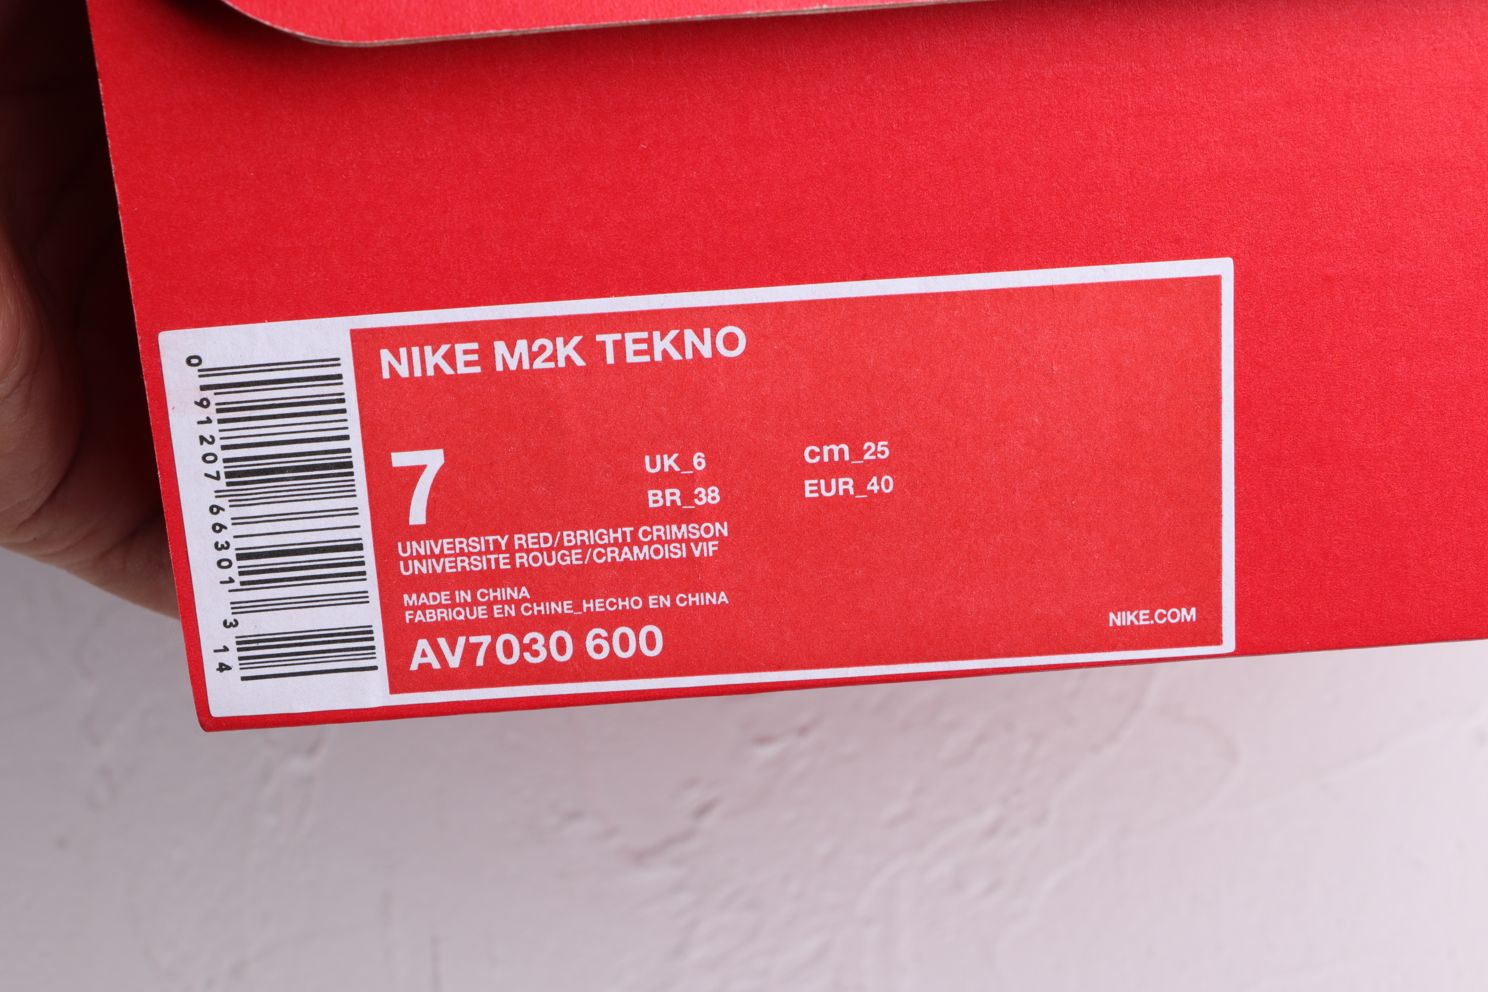 NIKE M2K TEKNO
7
UK_6
cm_25
BR_38
EUR_40
UNIVERSITY RED/BRIGHT CRIMSON
UNIVERSITE ROUGE/CRAMOISI VIF
MADE IN CHINA
FABRIQUE EN CHINE_HECHO EN CHINA
AV7030 600
NIKE.COM
0 91207 66301 3 14